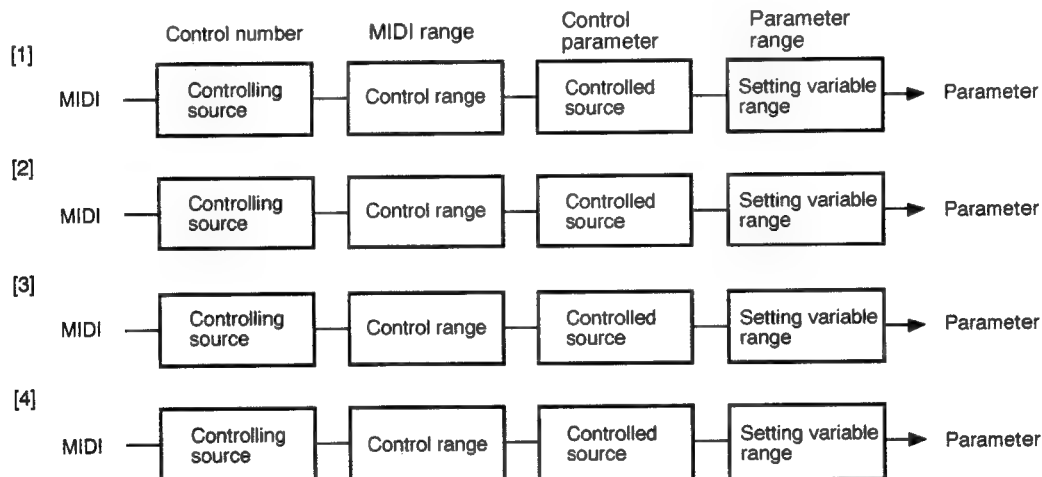 Control number MIDI range Control parameter Parameter range
[1]
MIDI Controlling source Control range Controlled source Setting variable range Parameter
[2]
MIDI Controlling source Control range Controlled source Setting variable range Parameter
[3]
MIDI Controlling source Control range Controlled source Setting variable range Parameter
[4]
MIDI Controlling source Control range Controlled source Setting variable range Parameter